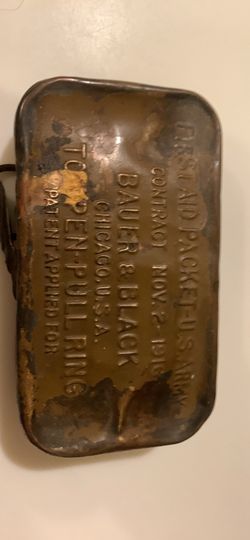 FIRST AID PACKET-U.S. ARMY
CONTRACT NOV. 2, 1916
BAUER & BLACK
CHICAGO, U.S.A.
TO OPEN-PULL RING
PATENT APPLIED FOR